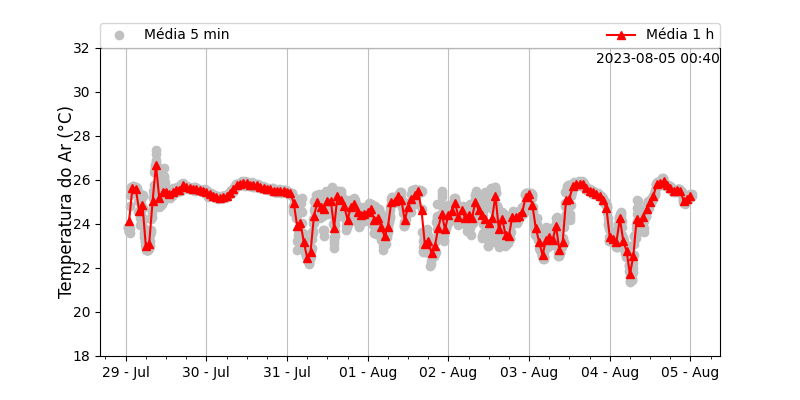 Média 5 min
Média 1 h
2023-08-05 00:40
Temperatura do Ar (°C)
32
30
28
26
24
22
20
18
29 - Jul
30 - Jul
31 - Jul
01 - Aug
02 - Aug
03 - Aug
04 - Aug
05 - Aug